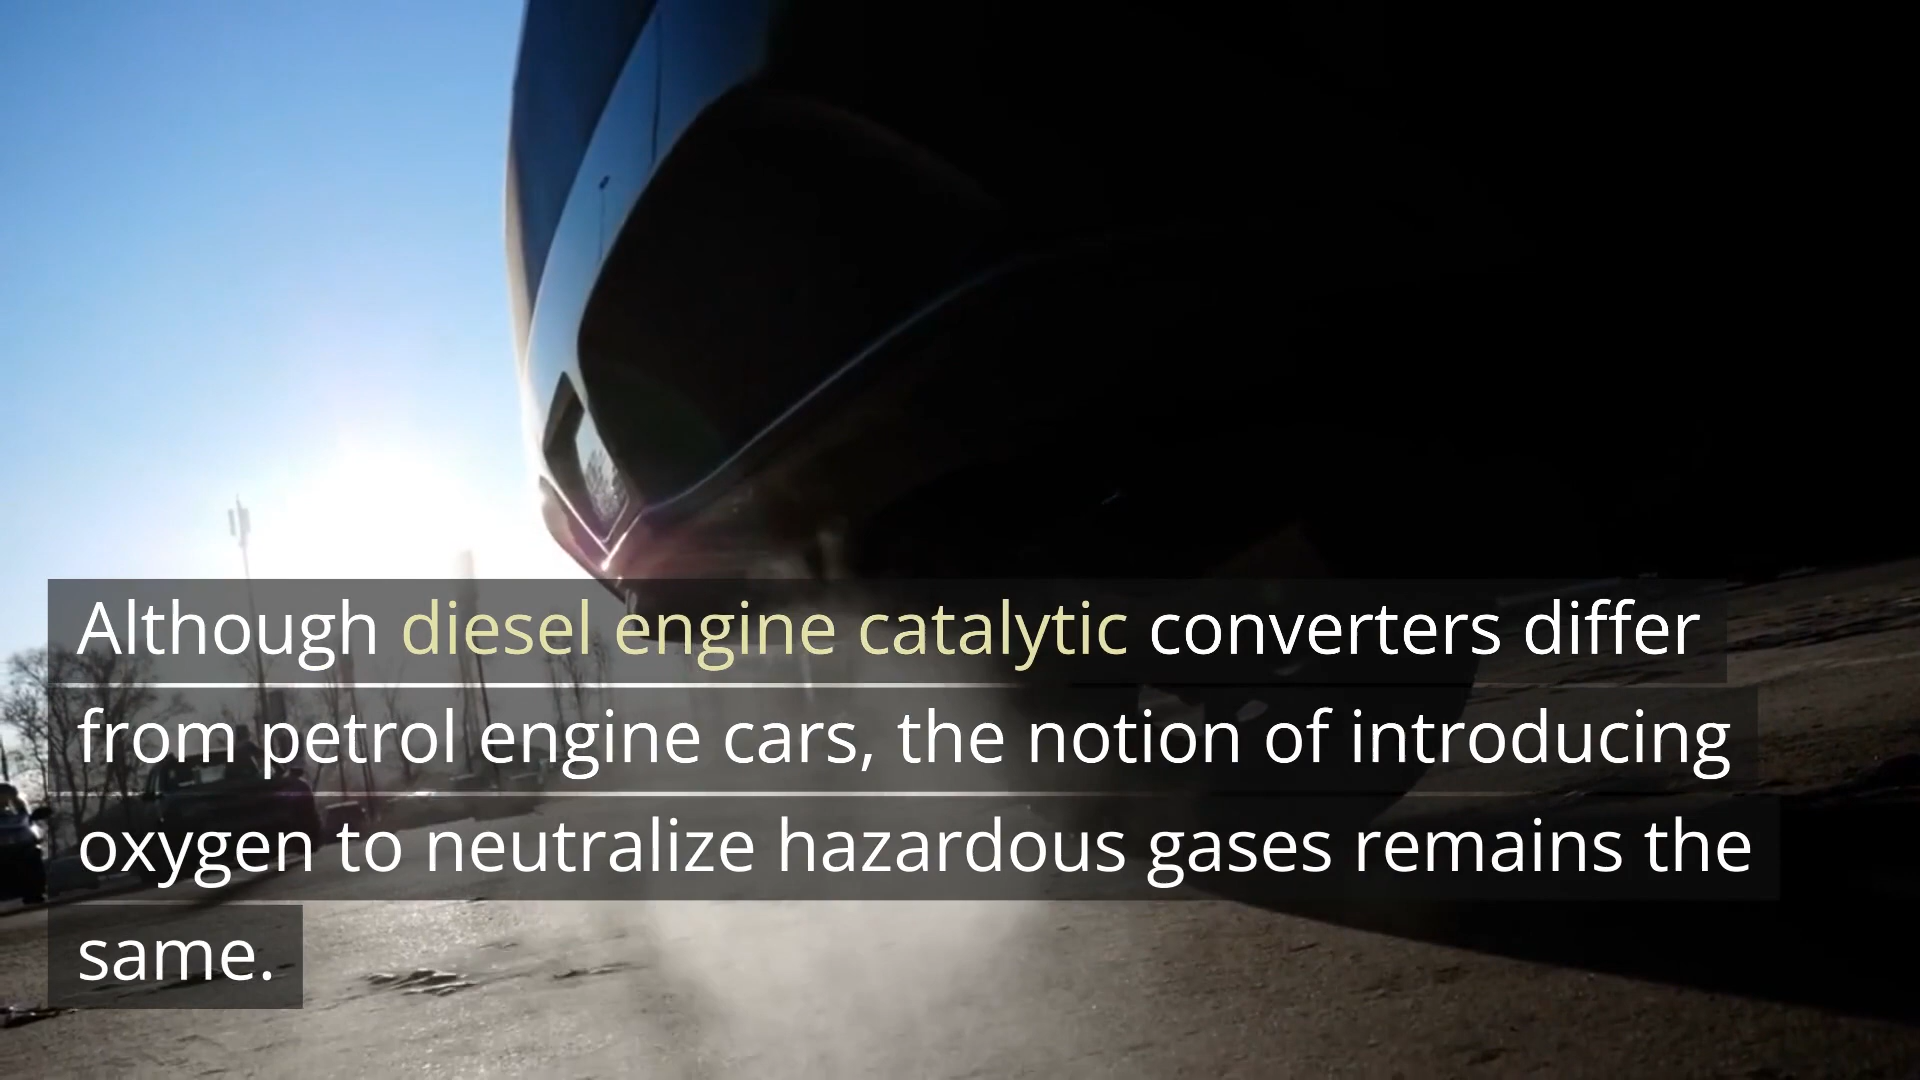 Although diesel engine catalytic converters differ
from petrol engine cars, the notion of introducing
oxygen to neutralize hazardous gases remains the
same.